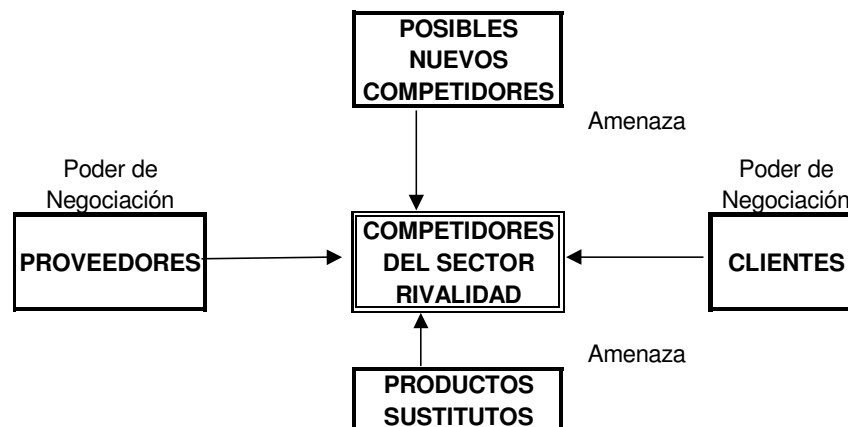 POSIBLES
NUEVOS
COMPETIDORES
Amenaza
Poder de
Negociación
Poder de
Negociación
PROVEEDORES
COMPETIDORES
DEL SECTOR
RIVALIDAD
CLIENTES
Amenaza
PRODUCTOS
SUSTITUTOS